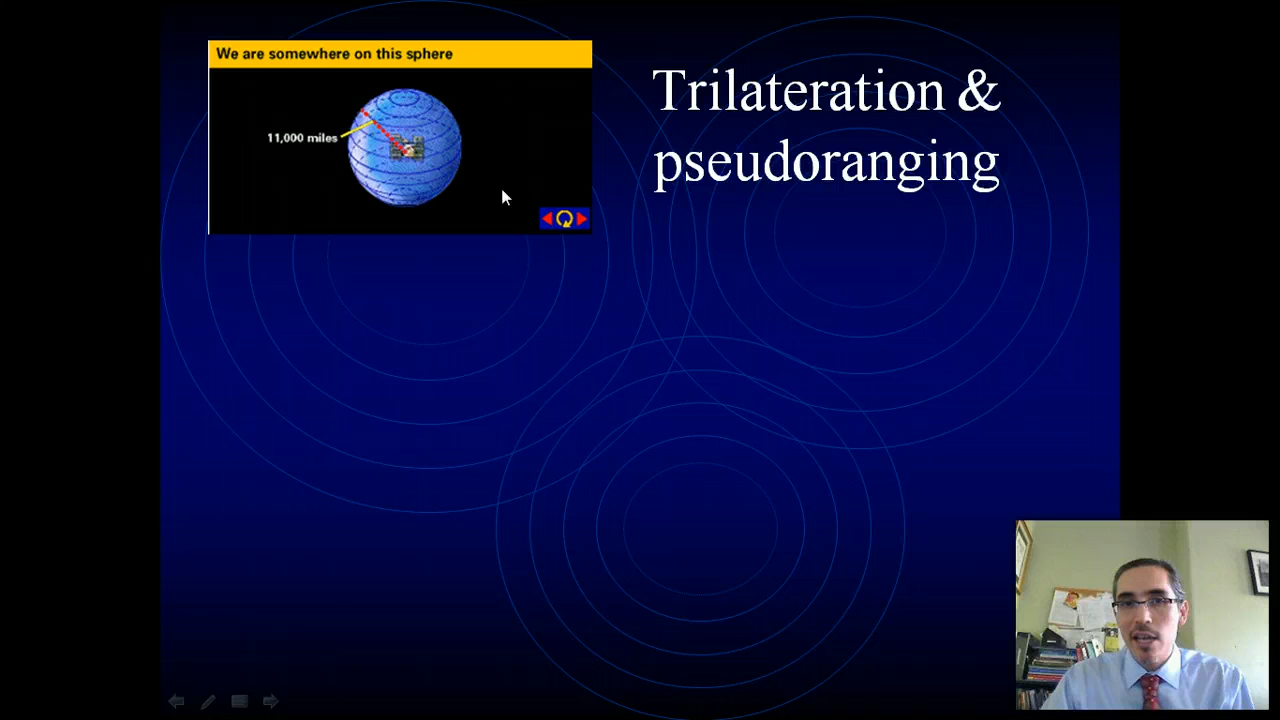 We are somewhere on this sphere
11,000 miles
Trilateration &
pseudoranging